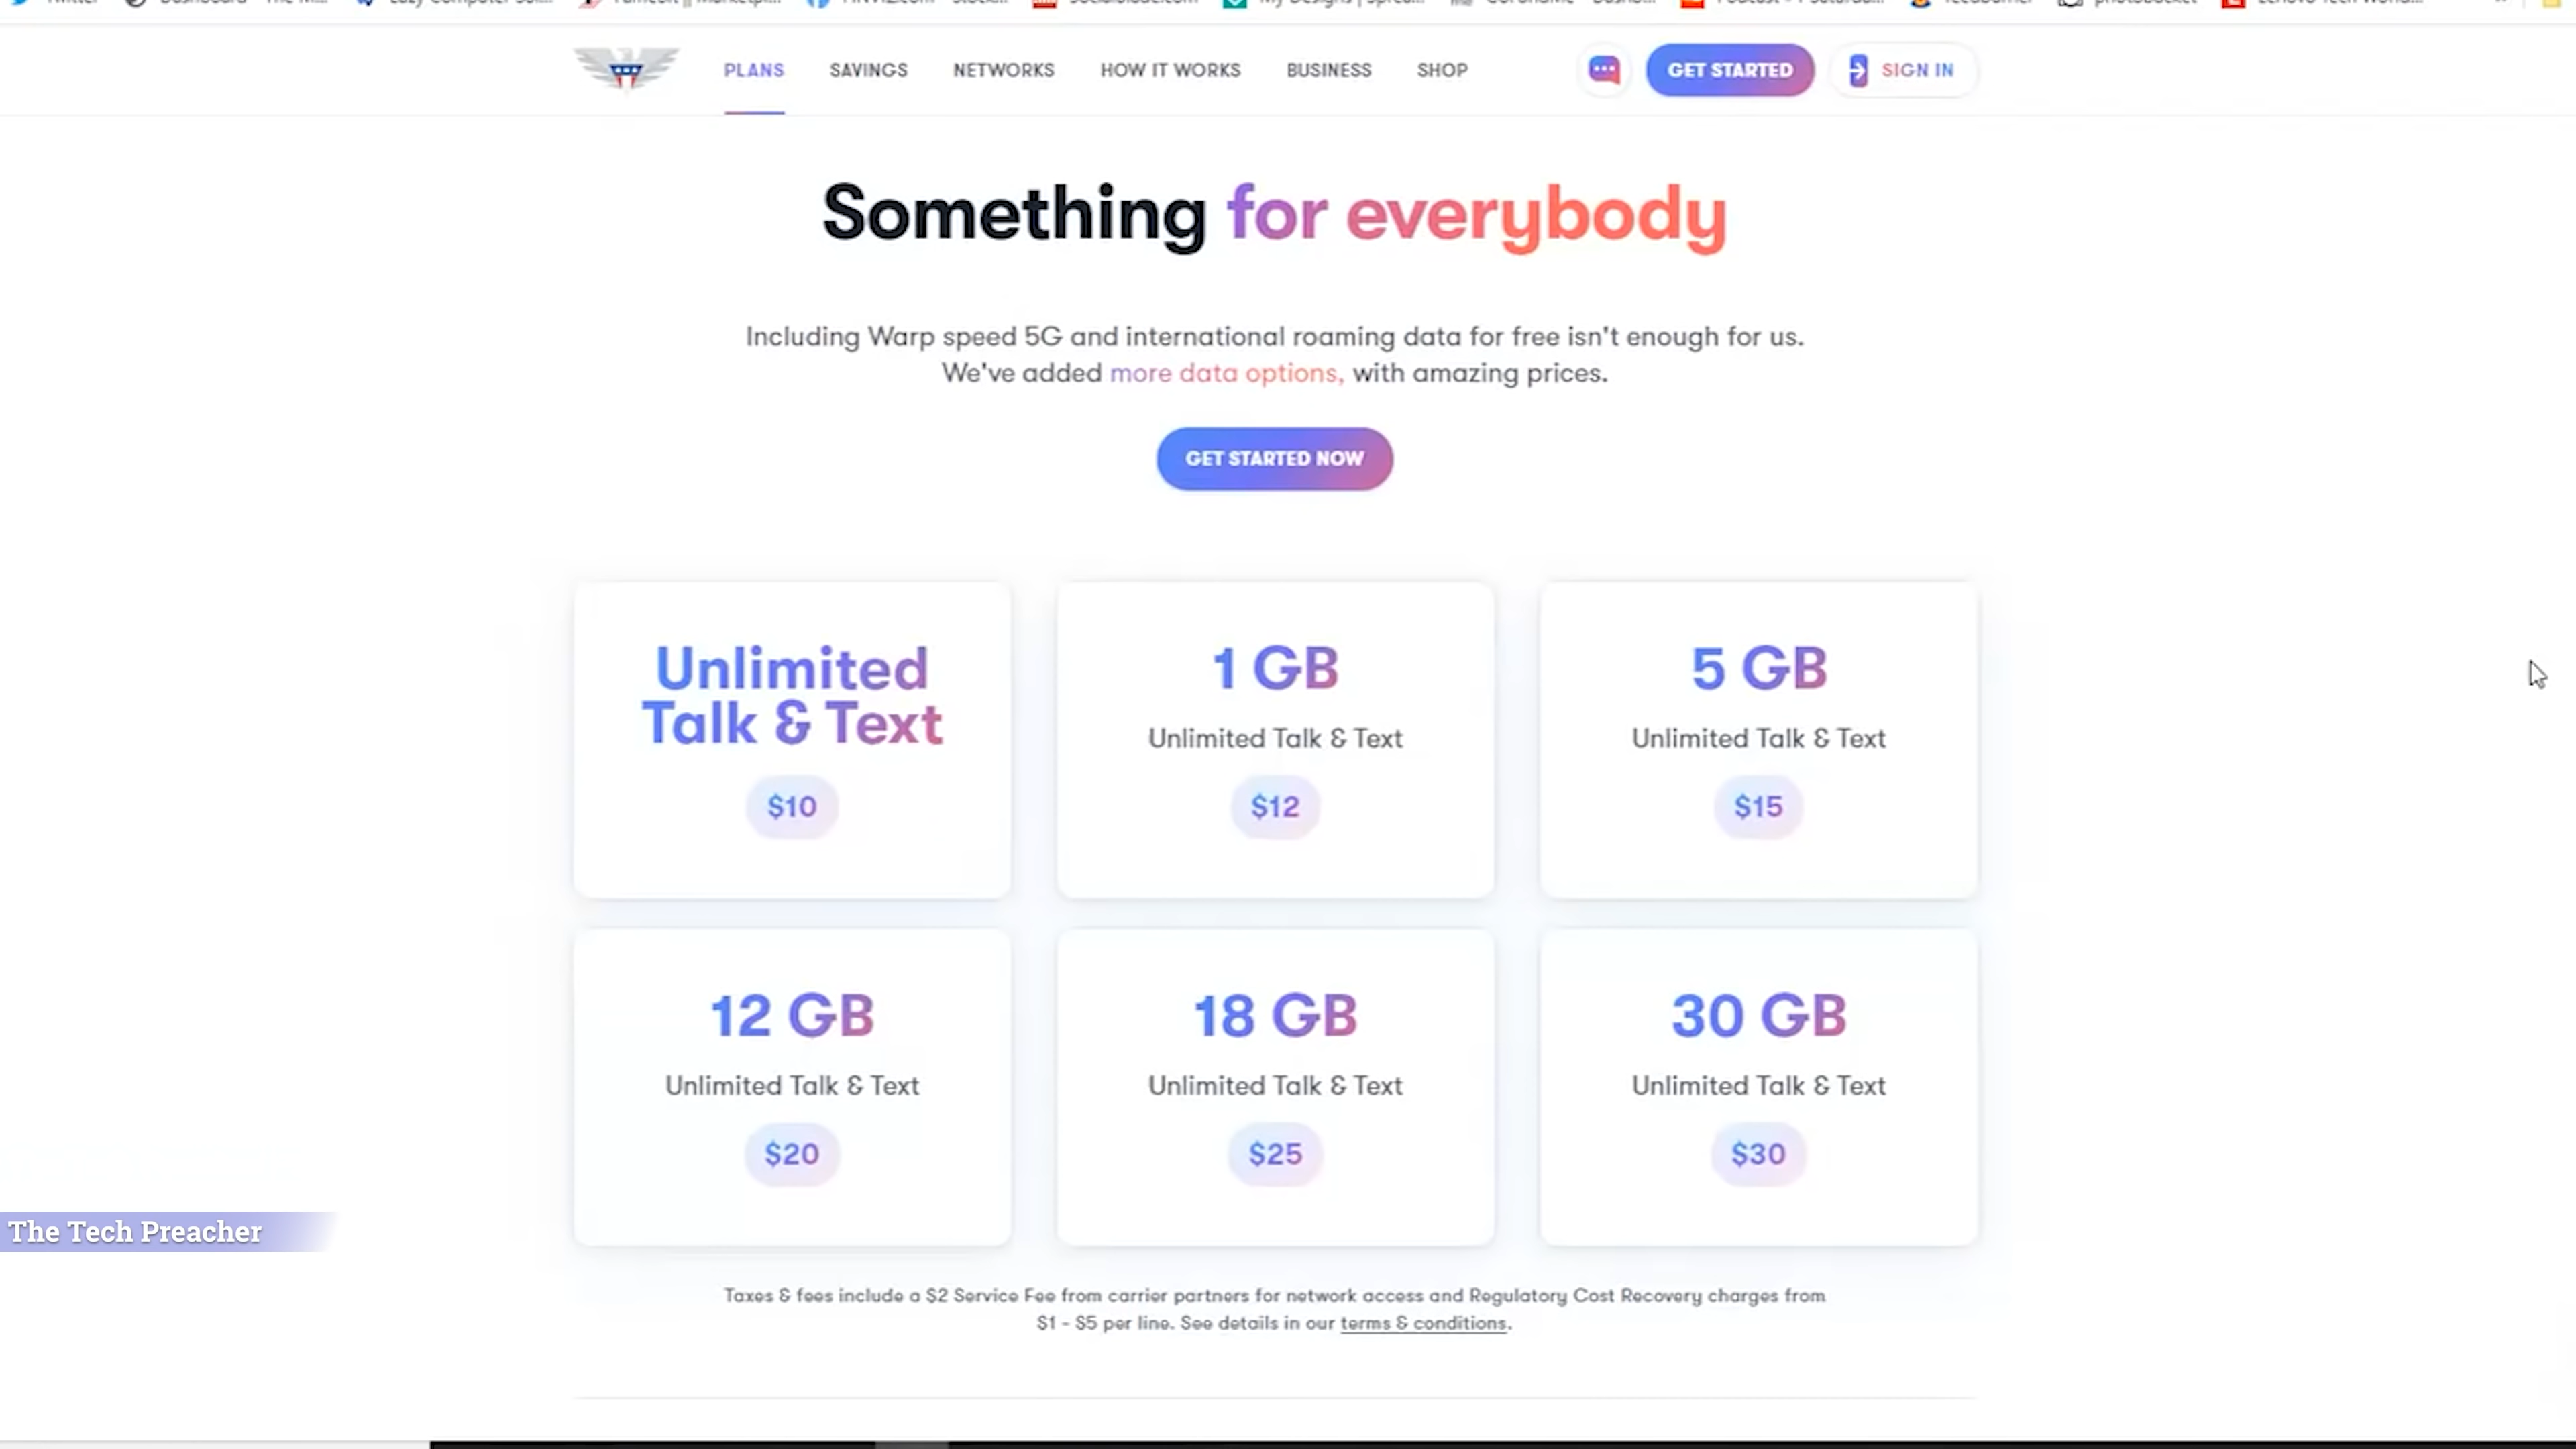 PLANS SAVINGS NETWORKS HOW IT WORKS BUSINESS SHOP GET STARTED SIGN IN
Something for everybody
Including Warp speed 5G and international roaming data for free isn't enough for us.
We've added more data options, with amazing prices.
GET STARTED NOW
Unlimited
Talk & Text
$10
1 GB
Unlimited Talk & Text
$12
5 GB
Unlimited Talk & Text
$15
12 GB
Unlimited Talk & Text
$20
18 GB
Unlimited Talk & Text
$25
30 GB
Unlimited Talk & Text
$30
The Tech Preacher
Taxes & fees include a $2 Service Fee from carrier partners for network access and Regulatory Cost Recovery charges from
$1 - $5 per line. See details in our terms & conditions.